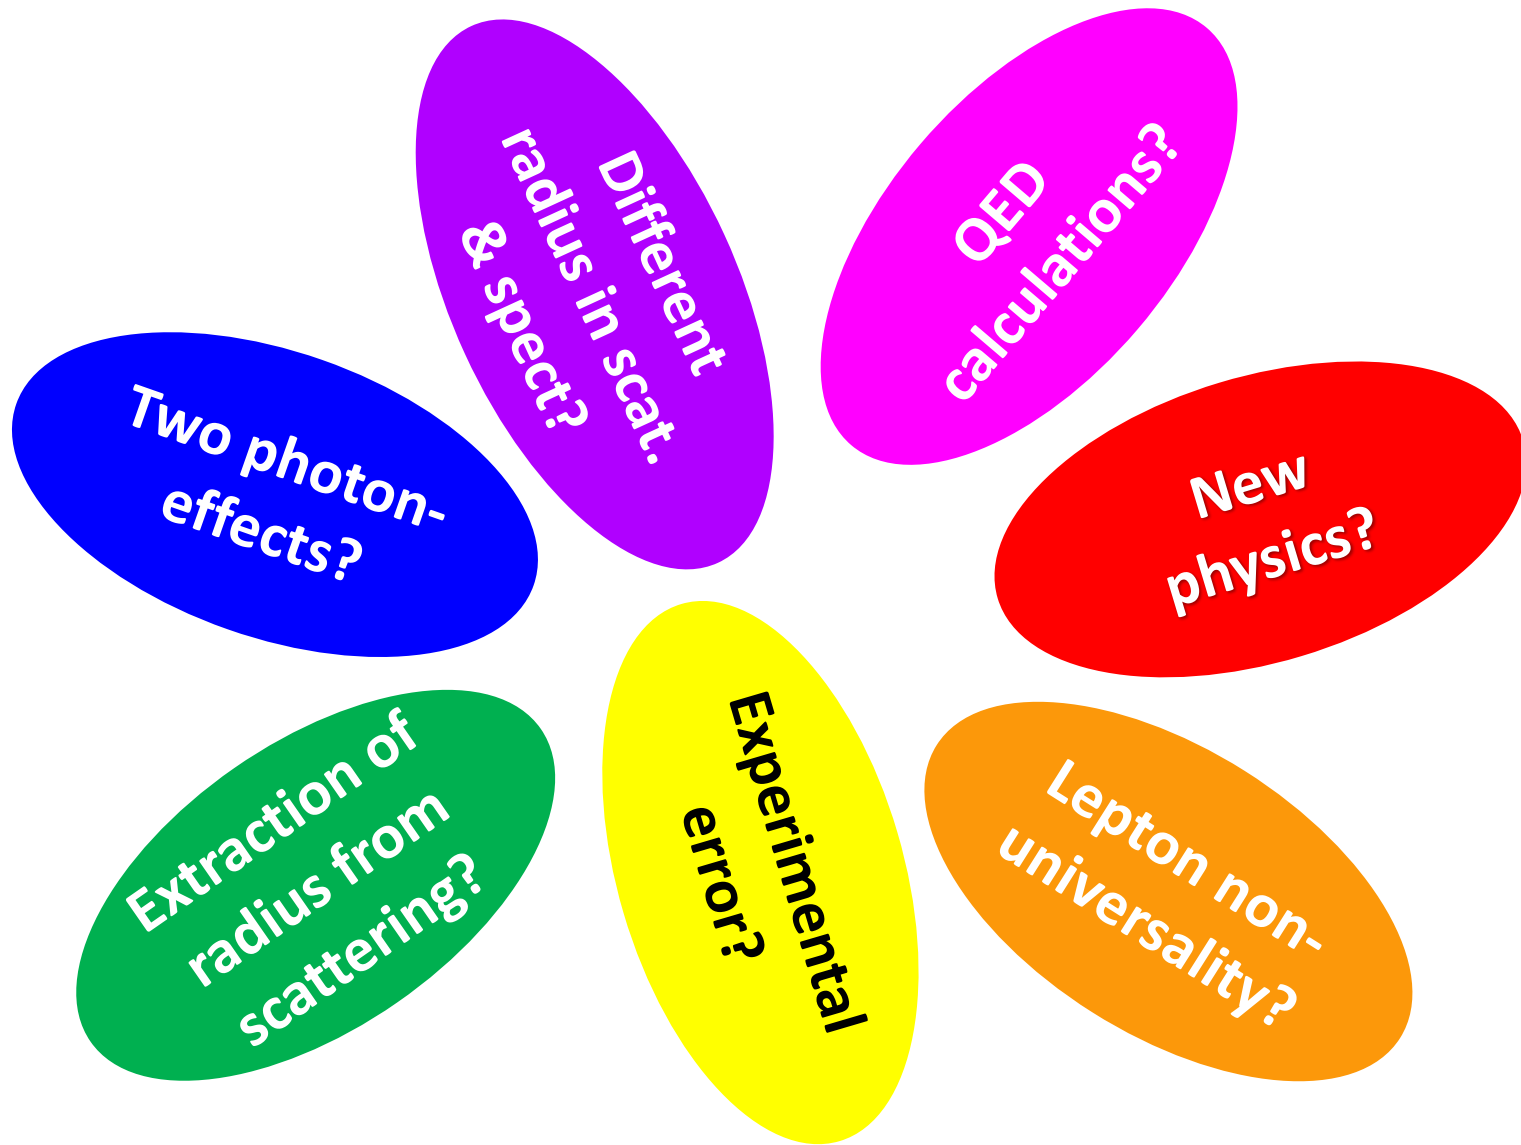 Different
radius in scat.
& spect?
QED
calculations?
Two photon-
effects?
New
physics?
Extraction of
radius from
scattering?
Experimental
error?
Lepton non-
universality?